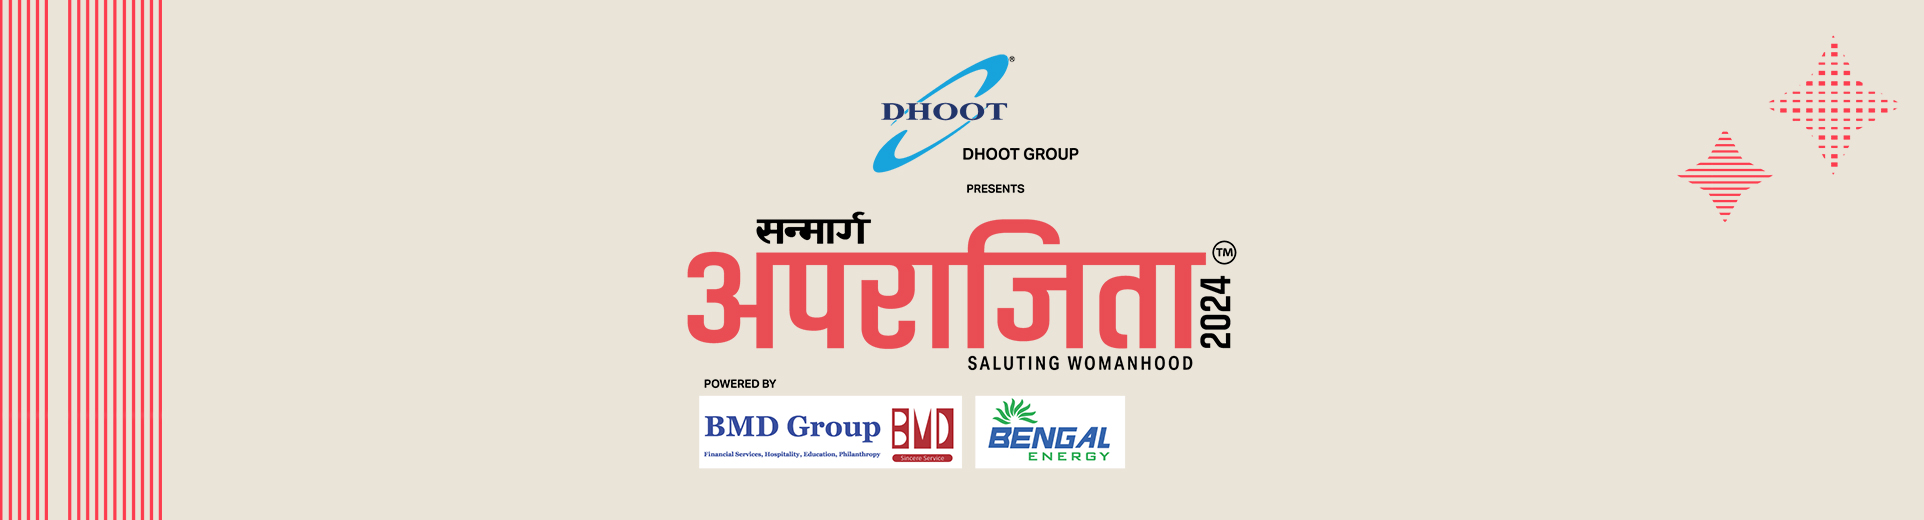 DHOOT®
DHOOT GROUP
PRESENTS
सन्मार्ग
अपराजिता TM
2024
SALUTING WOMANHOOD
POWERED BY
BMD Group BMD
Financial Services, Hospitality, Education, Philanthropy
Sincere Service
BENGAL
ENERGY